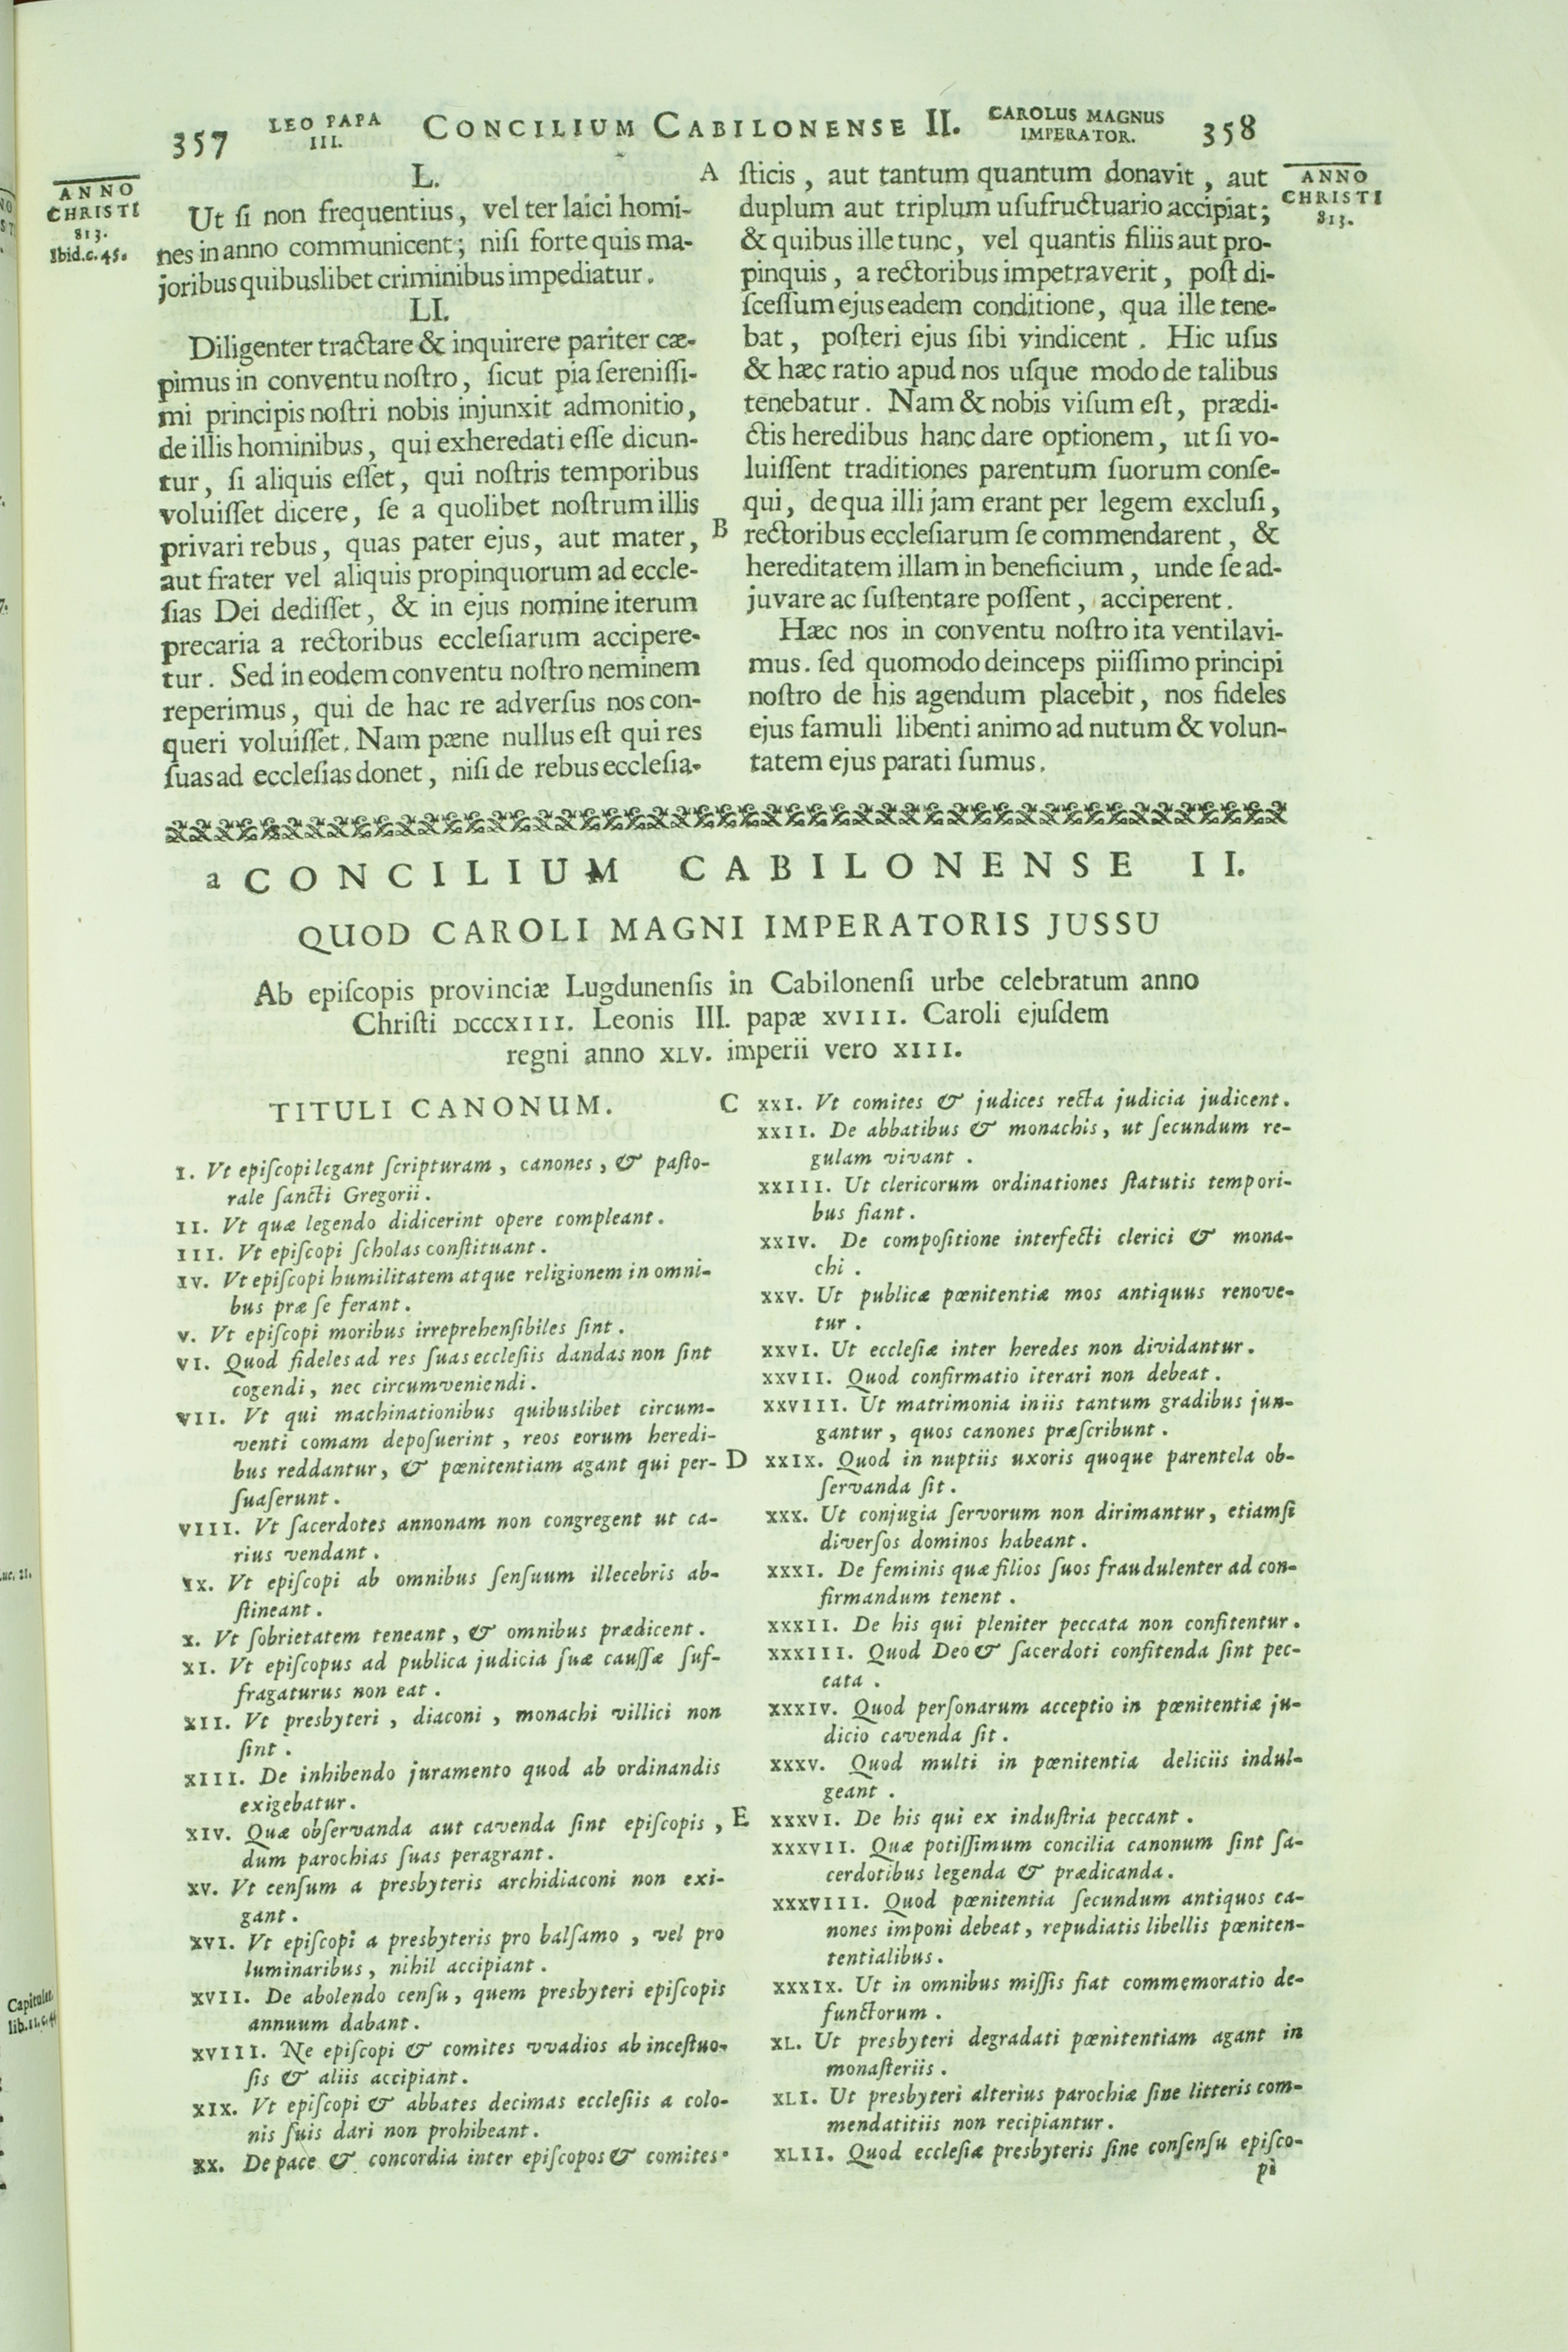 357
LEO PAPA
III.
CONCILIUM CABILONENSE II.
CAROLUS MAGNUS
IMPERATOR.
358
ANNO
CHRISTI
813.
Ibid. c. 45.
L.
Ut ſi non frequentius, vel ter laici homi-
nes in anno communicent; niſi forte quis ma-
joribus quibuslibet criminibus impediatur.
LI.
Diligenter tractare & inquirere pariter cæ-
pimus in conventu noſtro, ſicut pia ſereniſſi-
mi principis noſtri nobis injunxit admonitio,
de illis hominibus, qui exheredati eſſe dicun-
tur, ſi aliquis eſſet, qui noſtris temporibus
voluiſſet dicere, ſe a quolibet noſtrum illis
privari rebus, quas pater ejus, aut mater,
aut frater vel aliquis propinquorum ad eccle-
ſias Dei dediſſet, & in ejus nomine iterum
precaria a rectoribus eccleſiarum accipere-
tur. Sed in eodem conventu noſtro neminem
reperimus, qui de hac re adverſus nos con-
queri voluiſſet. Nam pæne nullus eſt qui res
ſuas ad eccleſias donet, niſi de rebus eccleſia-
A
B
ſticis, aut tantum quantum donavit, aut
duplum aut triplum uſufructuario accipiat;
& quibus ille tunc, vel quantis filiis aut pro-
pinquis, a rectoribus impetraverit, poſt di-
ſceſſum ejus eadem conditione, qua ille tene-
bat, poſteri ejus ſibi vindicent. Hic uſus
& hæc ratio apud nos uſque modo de talibus
tenebatur. Nam & nobis viſum eſt, prædi-
ctis heredibus hanc dare optionem, ut ſi vo-
luiſſent traditiones parentum ſuorum conſe-
qui, de qua illi jam erant per legem excluſi,
rectoribus eccleſiarum ſe commendarent, &
hereditatem illam in beneficium, unde ſe ad-
juvare ac ſuſtentare poſſent, acciperent.
Hæc nos in conventu noſtro ita ventilavi-
mus. ſed quomodo deinceps piiſſimo principi
noſtro de his agendum placebit, nos fideles
ejus famuli libenti animo ad nutum & volun-
tatem ejus parati ſumus.
ANNO
CHRISTI
813.
a CONCILIUM CABILONENSE II.
QUOD CAROLI MAGNI IMPERATORIS JUSSU
Ab epiſcopis provinciæ Lugdunenſis in Cabilonenſi urbe celebratum anno
Chriſti DCCCXIII. Leonis III. papæ XVIII. Caroli ejuſdem
regni anno XLV. imperii vero XIII.
TITULI CANONUM.
I. Vt epiſcopi legant ſcripturam, canones, & paſto-
rale ſancti Gregorii.
II. Vt quæ legendo didicerint opere compleant.
III. Vt epiſcopi ſcholas conſtituant.
IV. Vt epiſcopi humilitatem atque religionem in omni-
bus præ ſe ferant.
V. Vt epiſcopi moribus irreprehenſibiles ſint.
VI. Quod fideles ad res ſuas eccleſiis dandas non ſint
cogendi, nec circumveniendi.
VII. Vt qui machinationibus quibuslibet circum-
venti comam depoſuerint, reos eorum heredi-
bus reddantur, & pœnitentiam agant qui per-
ſuaſerunt.
VIII. Vt ſacerdotes annonam non congregent ut ca-
rius vendant.
IX. Vt epiſcopi ab omnibus ſenſuum illecebris ab-
ſtineant.
X. Vt ſobrietatem teneant, & omnibus prædicent.
XI. Vt epiſcopus ad publica judicia ſuæ cauſſæ ſuf-
fragaturus non eat.
XII. Vt presbyteri, diaconi, monachi villici non
ſint.
XIII. De inhibendo juramento quod ab ordinandis
exigebatur.
XIV. Quæ obſervanda aut cavenda ſint epiſcopis,
dum parochias ſuas peragrant.
XV. Vt cenſum a presbyteris archidiaconi non exi-
gant.
XVI. Vt epiſcopi a presbyteris pro balſamo, vel pro
luminaribus, nihil accipiant.
XVII. De abolendo cenſu, quem presbyteri epiſcopis
annuum dabant.
XVIII. Ne epiſcopi & comites vvadios ab inceſtuo-
ſis & aliis accipiant.
XIX. Vt epiſcopi & abbates decimas eccleſiis a colo-
nis ſuis dari non prohibeant.
XX. De pace & concordia inter epiſcopos & comites.
C
D
E
XXI. Vt comites & judices recta judicia judicent.
XXII. De abbatibus & monachis, ut ſecundum re-
gulam vivant.
XXIII. Ut clericorum ordinationes ſtatutis tempori-
bus fiant.
XXIV. De compoſitione interfecti clerici & mona-
chi.
XXV. Ut publicæ pœnitentiæ mos antiquus renove-
tur.
XXVI. Ut eccleſiæ inter heredes non dividantur.
XXVII. Quod confirmatio iterari non debeat.
XXVIII. Ut matrimonia in iis tantum gradibus jun-
gantur, quos canones præſcribunt.
XXIX. Quod in nuptiis uxoris quoque parentela ob-
ſervanda ſit.
XXX. Ut conjugia ſervorum non dirimantur, etiamſi
diverſos dominos habeant.
XXXI. De feminis quæ filios ſuos fraudulenter ad con-
firmandum tenent.
XXXII. De his qui pleniter peccata non confitentur.
XXXIII. Quod Deo & ſacerdoti confitenda ſint pec-
cata.
XXXIV. Quod perſonarum acceptio in pœnitentiæ ju-
dicio cavenda ſit.
XXXV. Quod multi in pœnitentia deliciis indul-
geant.
XXXVI. De his qui ex induſtria peccant.
XXXVII. Quæ potiſſimum concilia canonum ſint ſa-
cerdotibus legenda & prædicanda.
XXXVIII. Quod pœnitentia ſecundum antiquos ca-
nones imponi debeat, repudiatis libellis pœniten-
tentialibus.
XXXIX. Ut in omnibus miſſis fiat commemoratio de-
functorum.
XL. Ut presbyteri degradati pœnitentiam agant in
monaſteriis.
XLI. Ut presbyteri alterius parochiæ ſine litteris com-
mendatitiis non recipiantur.
XLII. Quod eccleſiæ presbyteris ſine conſenſu epiſco-
pi
Capitular.
lib. 11. c.